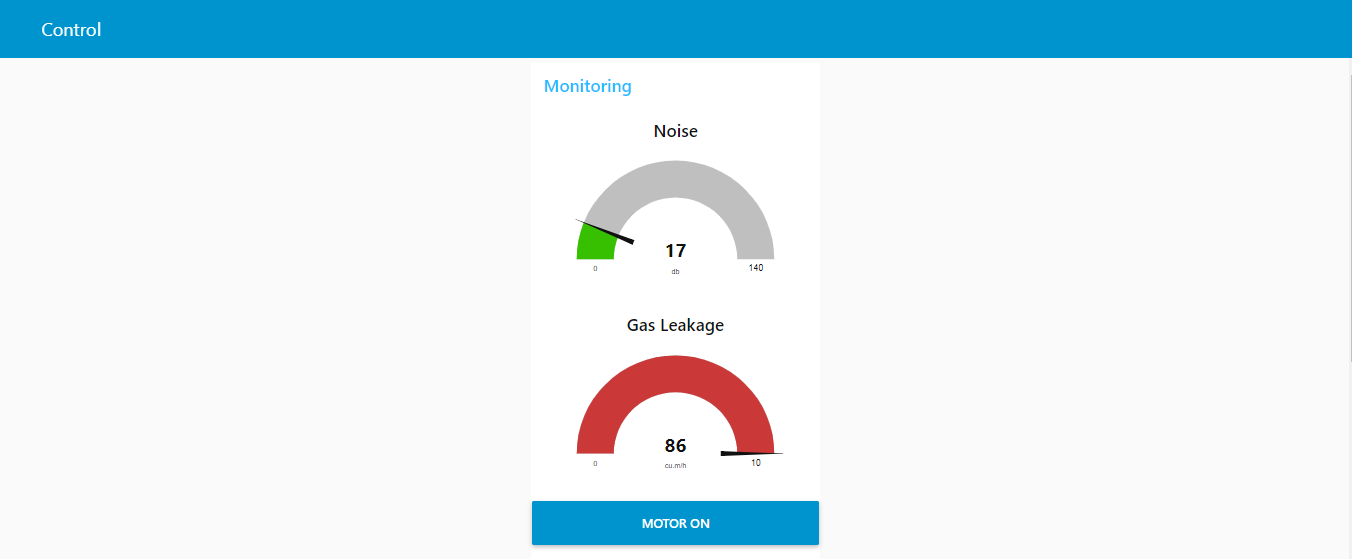 Control
Monitoring
Noise
17
db
0
140
Gas Leakage
86
cu.m/h
0
10
MOTOR ON